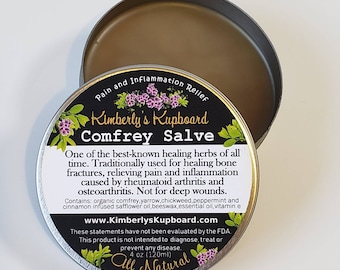 Pain and Inflammation Relief
Kimberly's Kupboard
Comfrey Salve
One of the best-known healing herbs of all
time. Traditionally used for healing bone
fractures, relieving pain and inflammation
caused by rheumatoid arthritis and
osteoarthritis. Not for deep wounds.
Contains: organic comfrey, yarrow, chickweed, peppermint and
cinnamon infused safflower oil, beeswax, essential oil, vitamin e
www.KimberlysKupboard.com
These statements have not been evaluated by the FDA.
This product is not intended to diagnose, treat or
prevent any disease.
4 oz (120ml)
All Natural